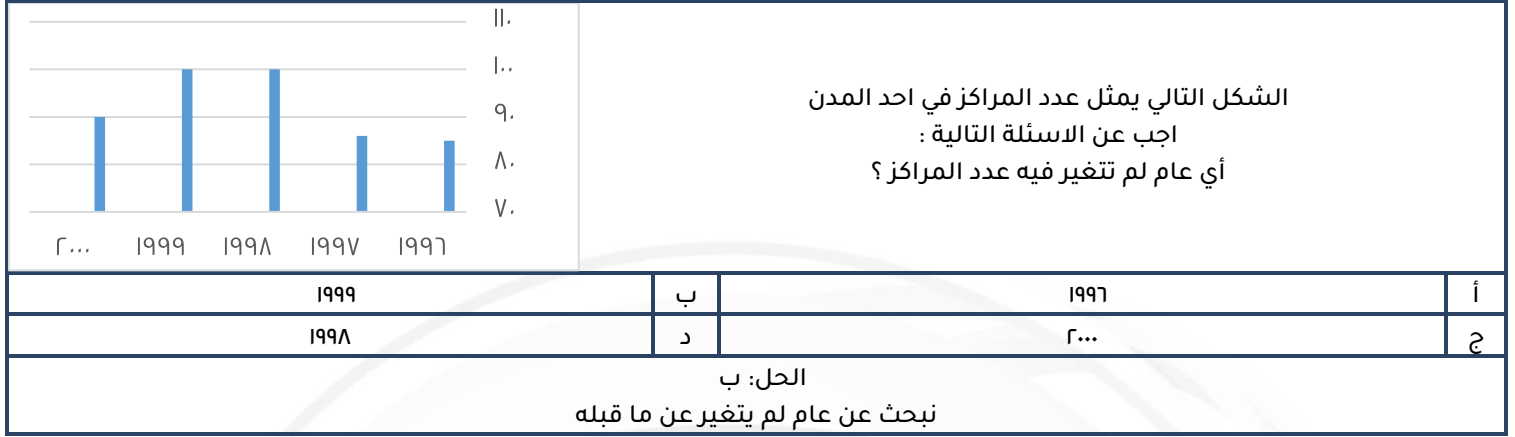 الشكل التالي يمثل عدد المراكز في احد المدن
اجب عن الاسئلة التالية :
أي عام لم تتغير فيه عدد المراكز ؟
١١٠
١٠٠
٩٠
٨٠
٧٠
١٩٩٦ ١٩٩٧ ١٩٩٨ ١٩٩٩ ٢٠٠٠
أ ١٩٩٦ ب ١٩٩٩
ج ٢٠٠٠ د ١٩٩٨
الحل: ب
نبحث عن عام لم يتغير عن ما قبله